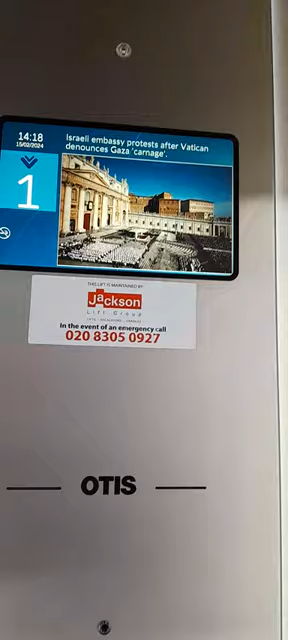 14:18
15/02/2024
Israeli embassy protests after Vatican
denounces Gaza 'carnage'.
1
THIS LIFT IS MAINTAINED BY
Jackson
Lift Group
In the event of an emergency call
020 8305 0927
OTIS